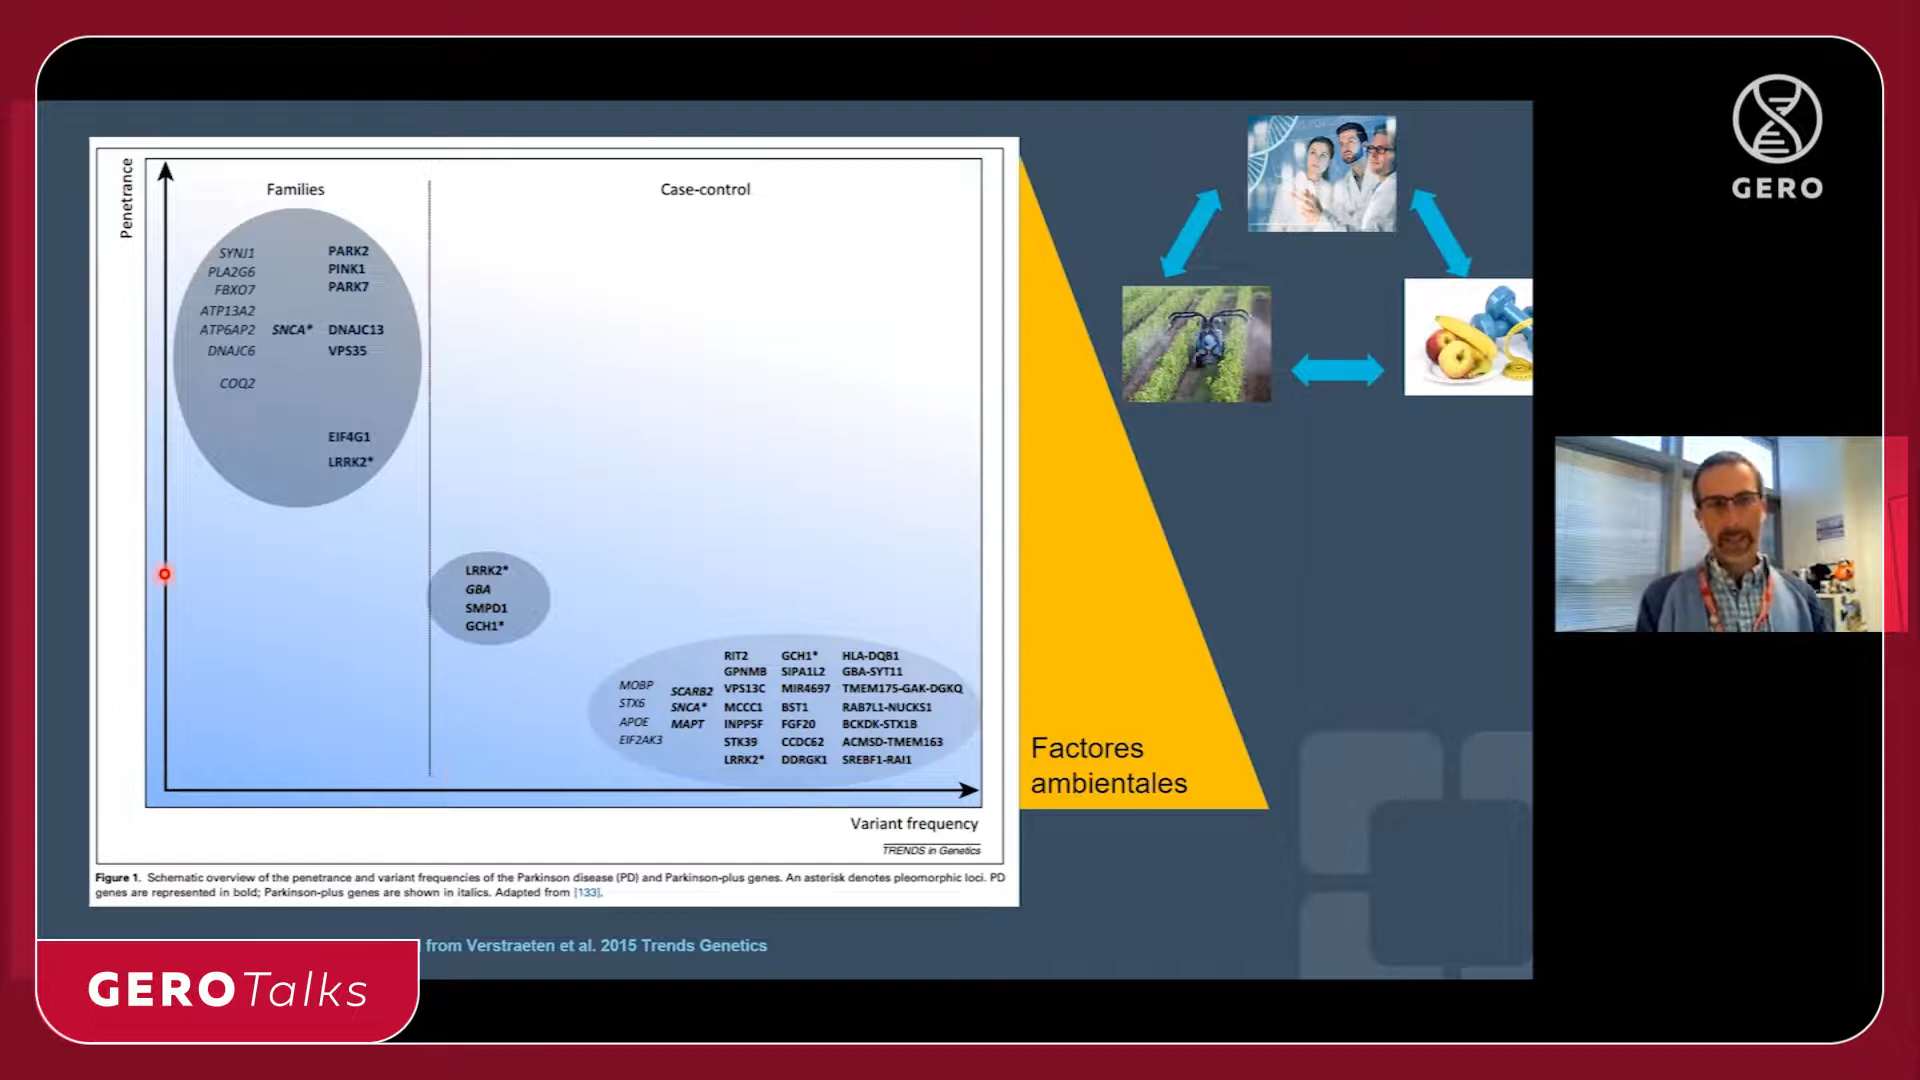 GERO
Penetrance
Families
Case-control
SYNJ1
PLA2G6
FBXO7
ATP13A2
ATP6AP2
DNAJC6
COQ2
SNCA*
PARK2
PINK1
PARK7
DNAJC13
VPS35
EIF4G1
LRRK2*
LRRK2*
GBA
SMPD1
GCH1*
MOBP
STX6
APOE
EIF2AK3
SCARB2
SNCA*
MAPT
RIT2
GPNMB
VPS13C
MCCC1
INPP5F
STK39
LRRK2*
GCH1*
SIPA1L2
MIR4697
BST1
FGF20
CCDC62
DDRGK1
HLA-DQB1
GBA-SYT11
TMEM175-GAK-DGKQ
RAB7L1-NUCKS1
BCKDK-STX1B
ACMSD-TMEM163
SREBF1-RAI1
Variant frequency
TRENDS in Genetics
Figure 1. Schematic overview of the penetrance and variant frequencies of the Parkinson disease (PD) and Parkinson-plus genes. An asterisk denotes pleomorphic loci. PD
genes are represented in bold; Parkinson-plus genes are shown in italics. Adapted from [133].
Factores
ambientales
from Verstraeten et al. 2015 Trends Genetics
GERO Talks